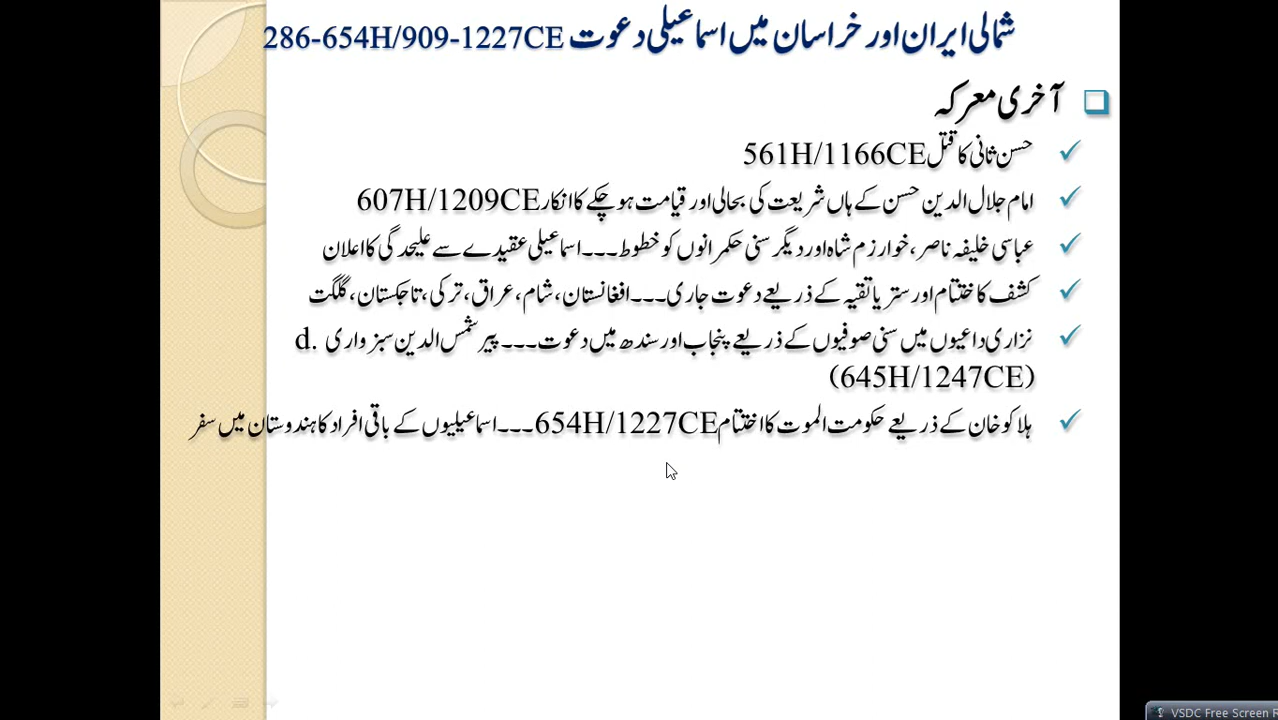 شمالی ایران اور خراسان میں اسماعیلی دعوت 286-654H/909-1227CE
آخری معرکہ
حسن ثانی کا قتل 561H/1166CE
امام جلال الدین حسن کے ہاں شریعت کی بحالی اور قیامت ہو چکے کا انکار 607H/1209CE
عباسی خلیفہ ناصر، خوارزم شاہ اور دیگر سنی حکمرانوں کو خطوط۔۔۔ اسماعیلی عقیدے سے علیحدگی کا اعلان
کشف کا ختتام اور ستر یا تقیہ کے ذریعے دعوت جاری۔۔۔ افغانستان، شام، عراق، ترکی، تاجکستان، گلگت
نزاری داعیوں میں سنی صوفیوں کے ذریعے پنجاب اور سندھ میں دعوت۔۔۔ پیر شمس الدین سبزواری d.
(645H/1247CE)
ہلاکو خان کے ذریعے حکومت الموت کا اختتام 654H/1227CE۔۔۔ اسماعیلیوں کے باقی افراد کا ہندوستان میں سفر
VSDC Free Screen R